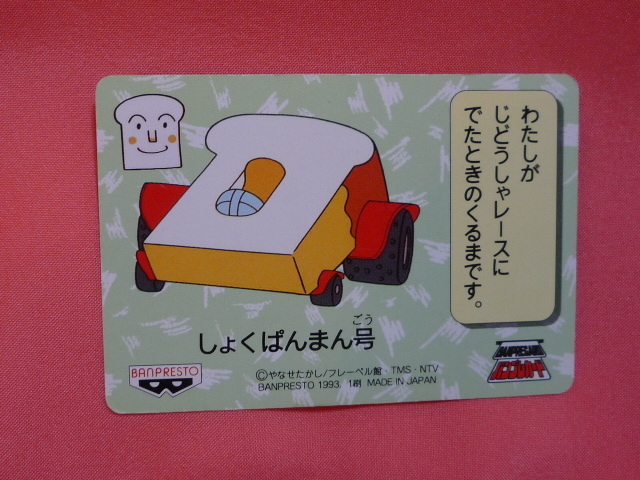 わたしが
じどうしゃレースに
でたときのくるまです。
ごう
しょくぱんまん号
BANPRESTO
©やなせたかし/フレーベル館・TMS・NTV
BANPRESTO 1993. 1刷 MADE IN JAPAN